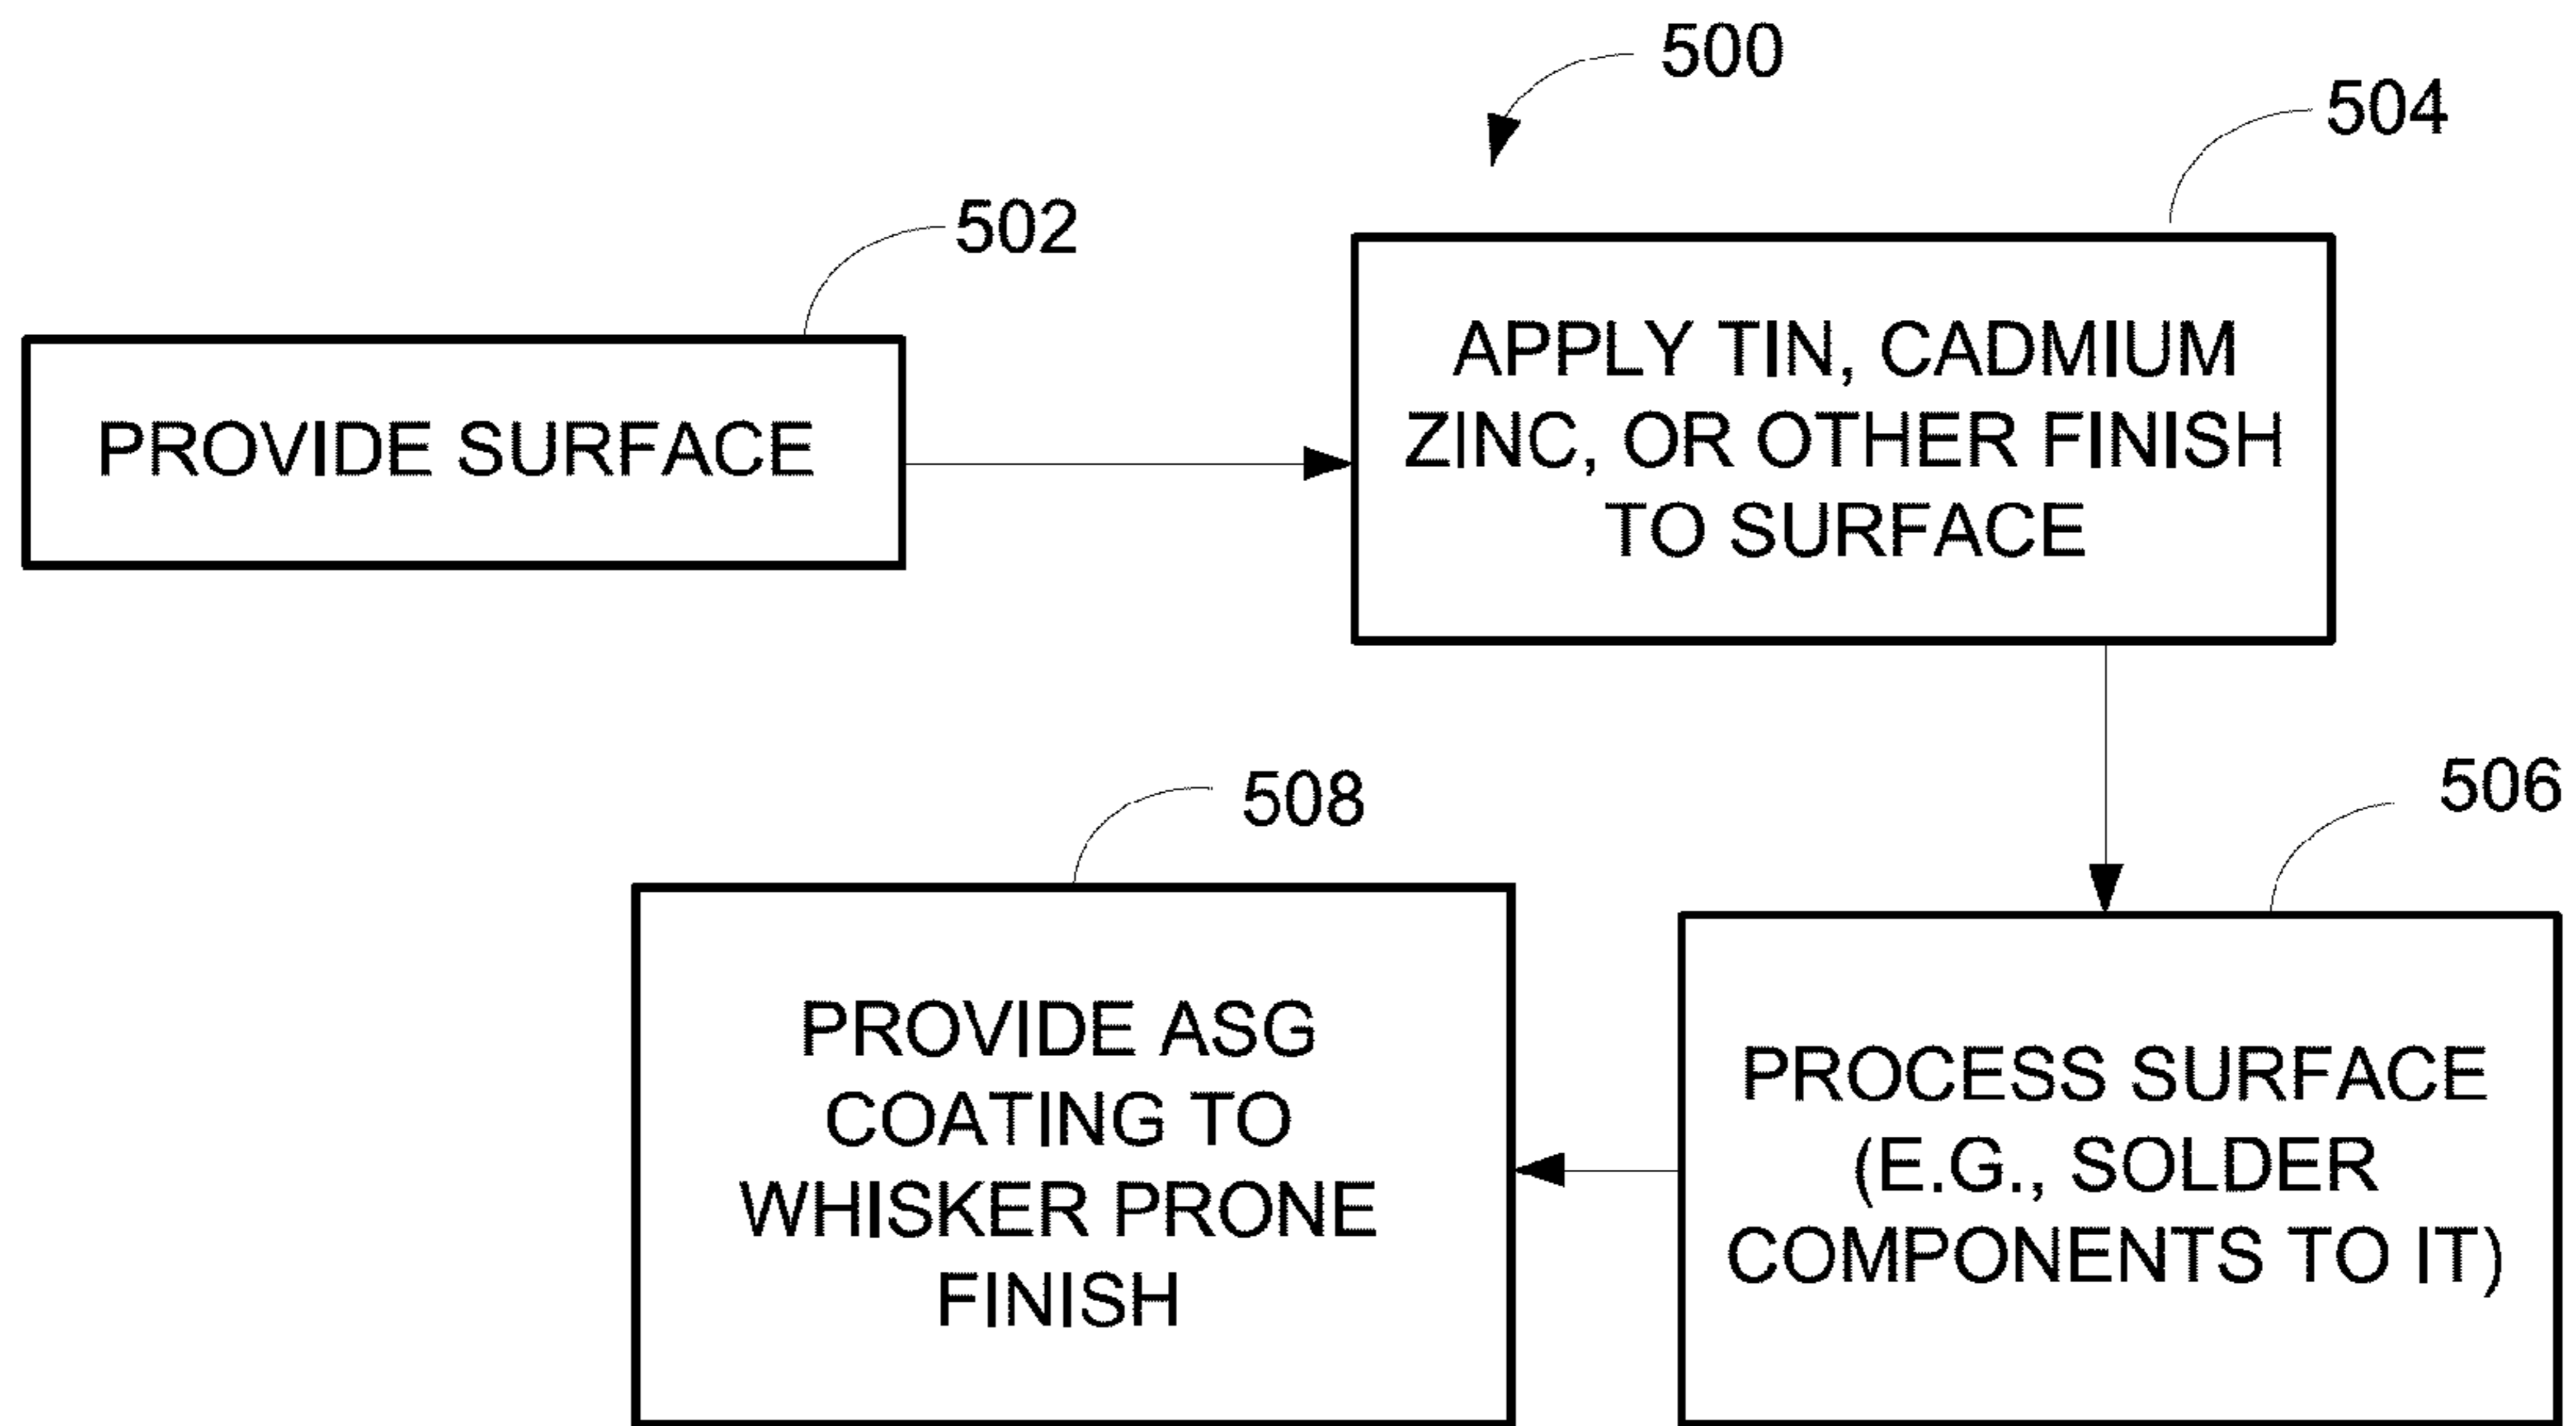 500
502
PROVIDE SURFACE
504
APPLY TIN, CADMIUM
ZINC, OR OTHER FINISH
TO SURFACE
506
PROCESS SURFACE
(E.G., SOLDER
COMPONENTS TO IT)
508
PROVIDE ASG
COATING TO
WHISKER PRONE
FINISH